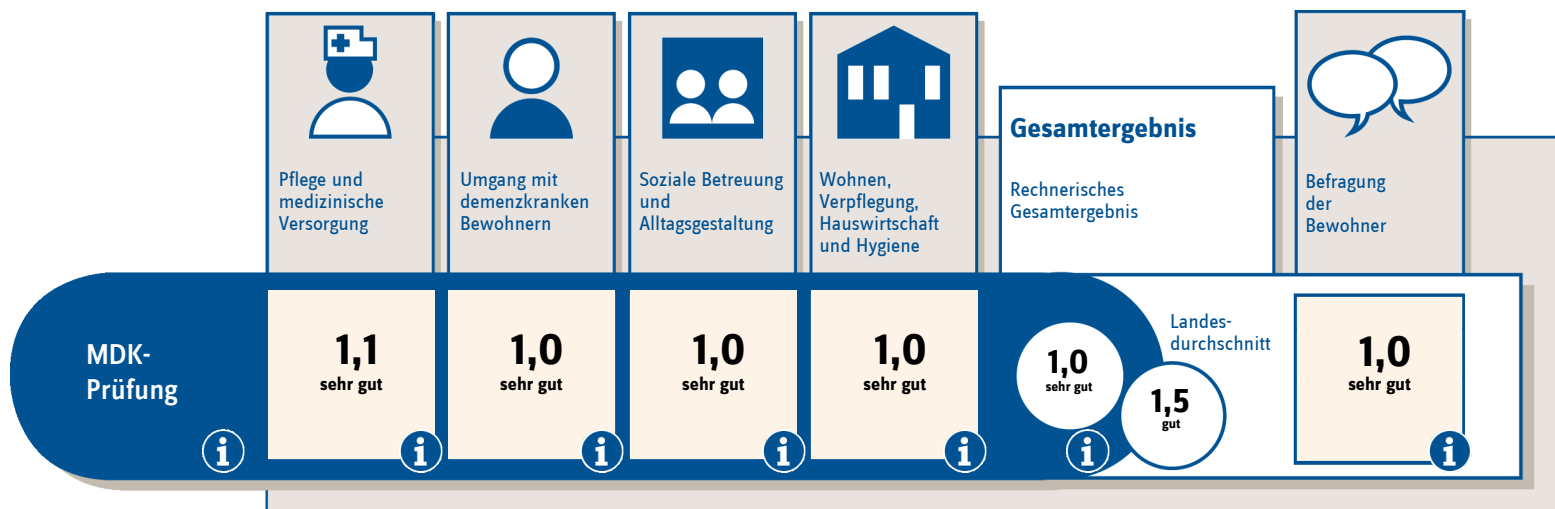 Pflege und
medizinische
Versorgung
Umgang mit
demenzkranken
Bewohnern
Soziale Betreuung
und
Alltagsgestaltung
Wohnen,
Verpflegung,
Hauswirtschaft
und Hygiene
Gesamtergebnis
Rechnerisches
Gesamtergebnis
Befragung
der
Bewohner
MDK-
Prüfung
i
1,1
sehr gut
i
1,0
sehr gut
i
1,0
sehr gut
i
1,0
sehr gut
i
1,0
sehr gut
i
Landes-
durchschnitt
1,5
gut
1,0
sehr gut
i